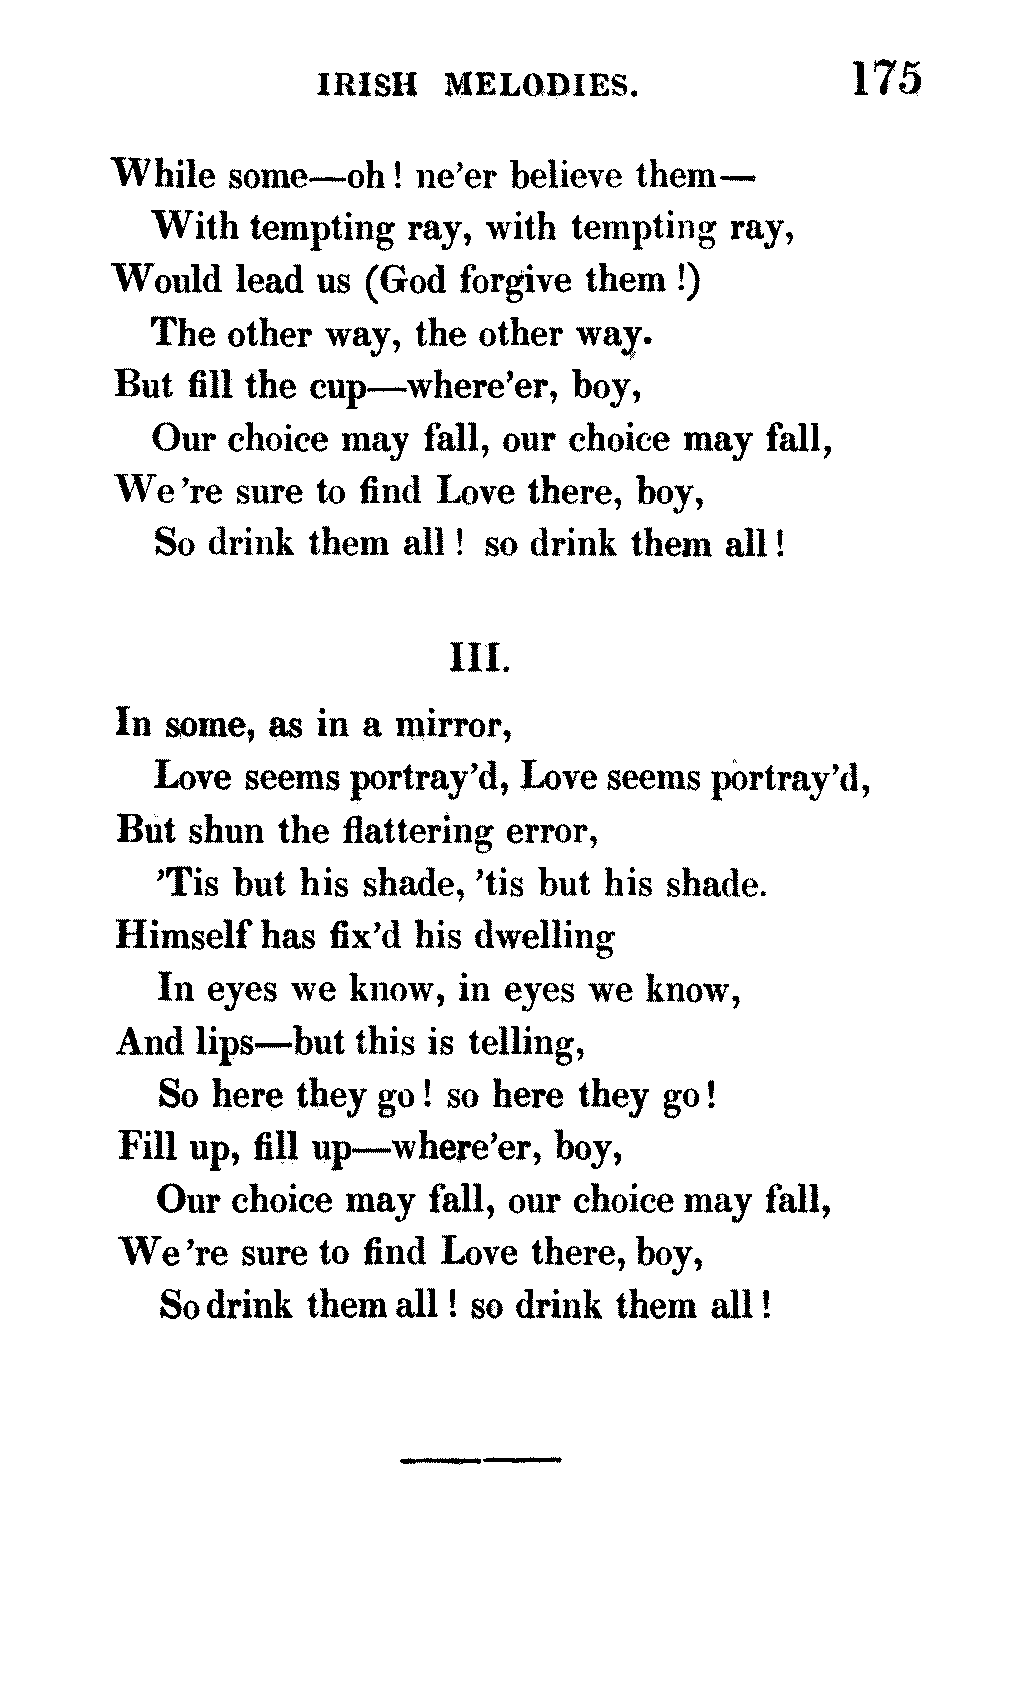 IRISH MELODIES. 175
While some—oh! ne'er believe them—
With tempting ray, with tempting ray,
Would lead us (God forgive them!)
The other way, the other way.
But fill the cup—where'er, boy,
Our choice may fall, our choice may fall,
We're sure to find Love there, boy,
So drink them all! so drink them all!
III.
In some, as in a mirror,
Love seems portray'd, Love seems portray'd,
But shun the flattering error,
'Tis but his shade, 'tis but his shade.
Himself has fix'd his dwelling
In eyes we know, in eyes we know,
And lips—but this is telling,
So here they go! so here they go!
Fill up, fill up—where'er, boy,
Our choice may fall, our choice may fall,
We're sure to find Love there, boy,
So drink them all! so drink them all!